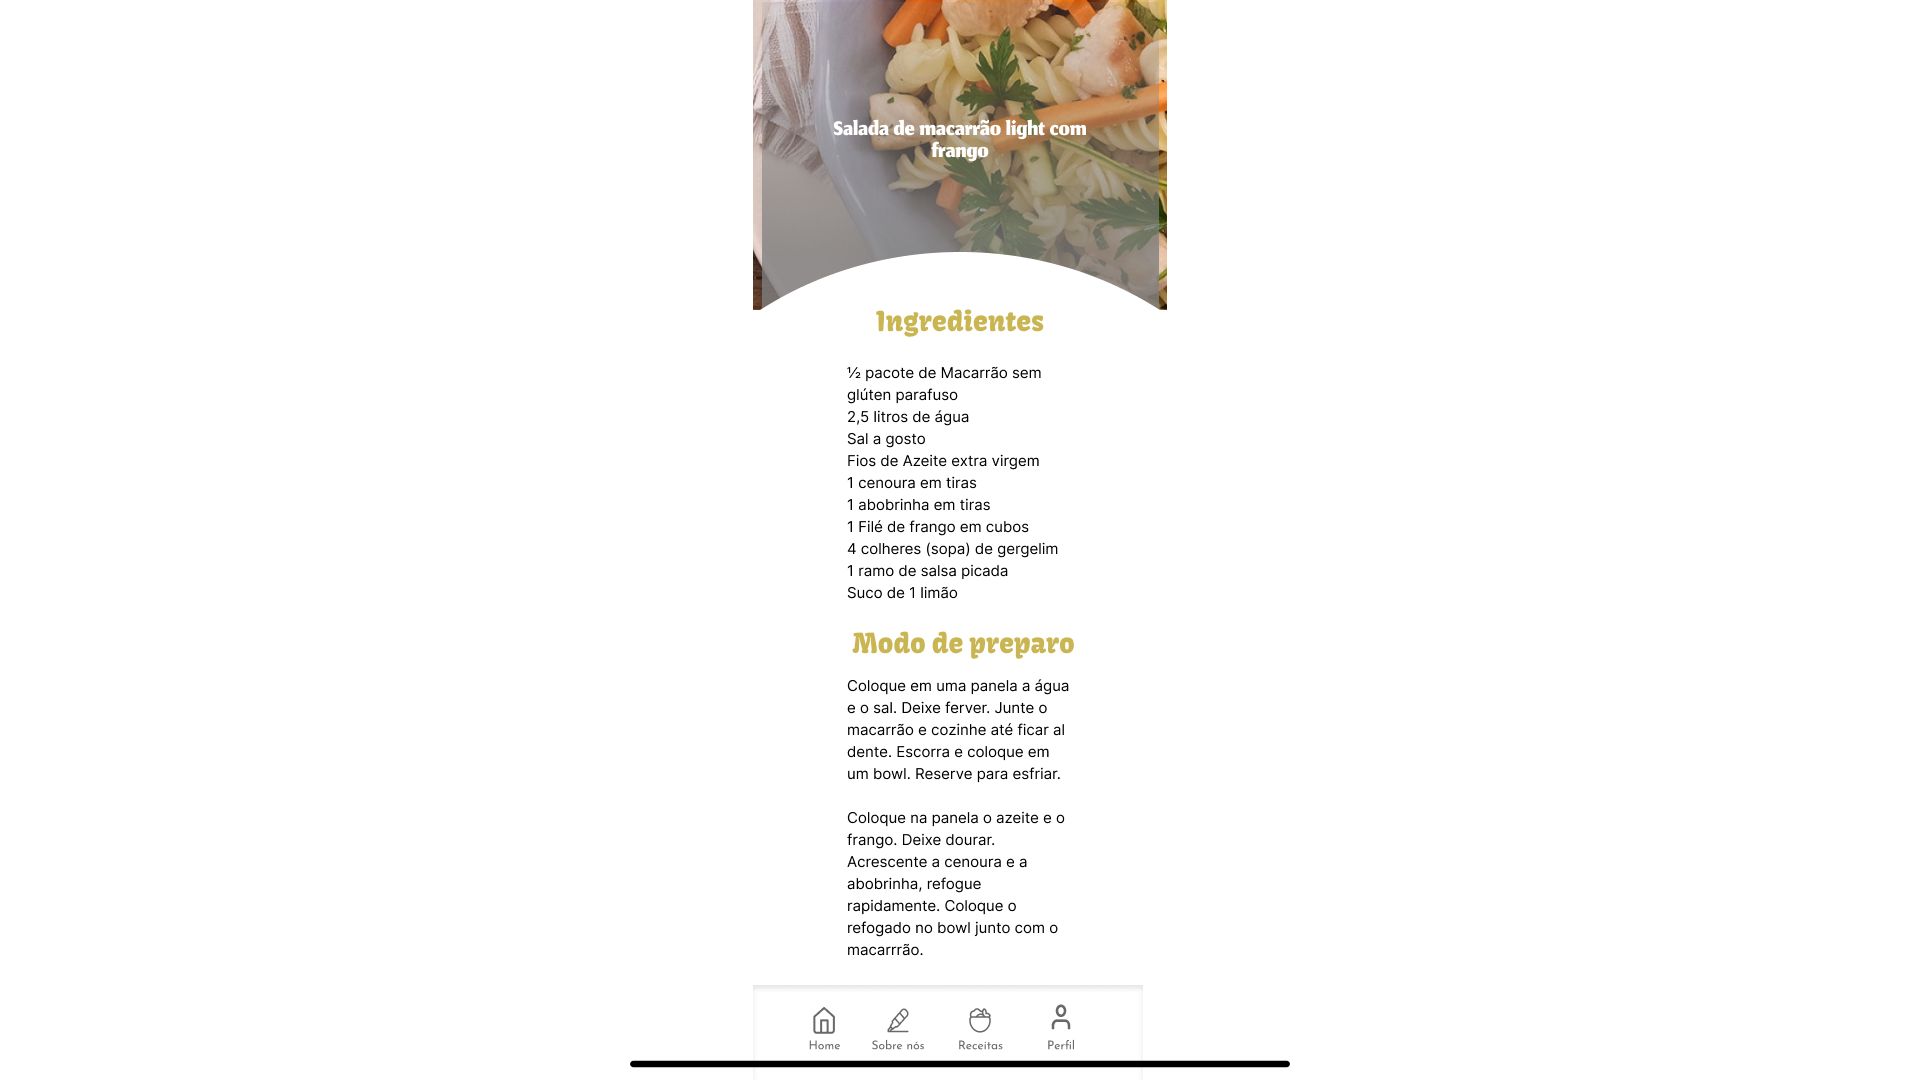 Salada de macarrão light com
frango
Ingredientes
½ pacote de Macarrão sem
glúten parafuso
2,5 litros de água
Sal a gosto
Fios de Azeite extra virgem
1 cenoura em tiras
1 abobrinha em tiras
1 Filé de frango em cubos
4 colheres (sopa) de gergelim
1 ramo de salsa picada
Suco de 1 limão
Modo de preparo
Coloque em uma panela a água
e o sal. Deixe ferver. Junte o
macarrão e cozinhe até ficar al
dente. Escorra e coloque em
um bowl. Reserve para esfriar.
Coloque na panela o azeite e o
frango. Deixe dourar.
Acrescente a cenoura e a
abobrinha, refogue
rapidamente. Coloque o
refogado no bowl junto com o
macarrrão.
Home Sobre nós Receitas Perfil